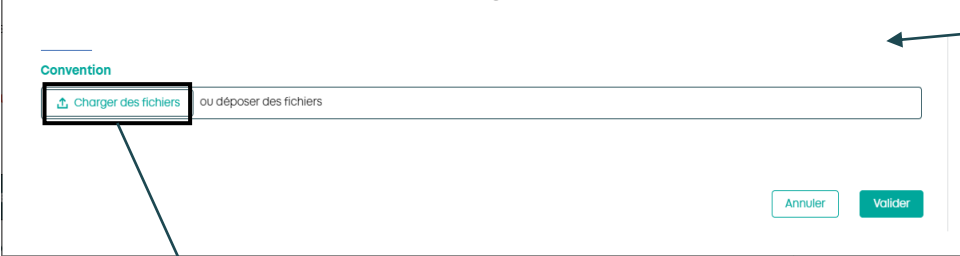 Convention
Charger des fichiers ou déposer des fichiers
Annuler Valider